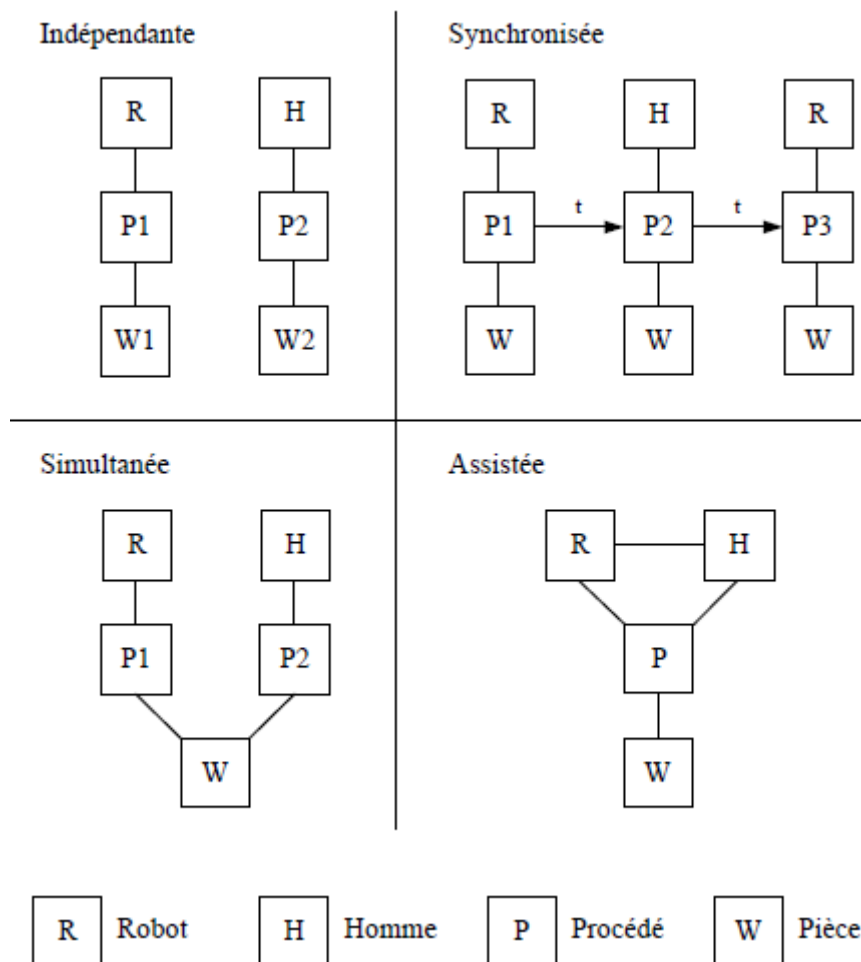 Indépendante
R H
P1 P2
W1 W2
Synchronisée
R H R
P1 t P2 t P3
W W W
Simultanée
R H
P1 P2
W
Assistée
R H
P
W
R Robot H Homme P Procédé W Pièce